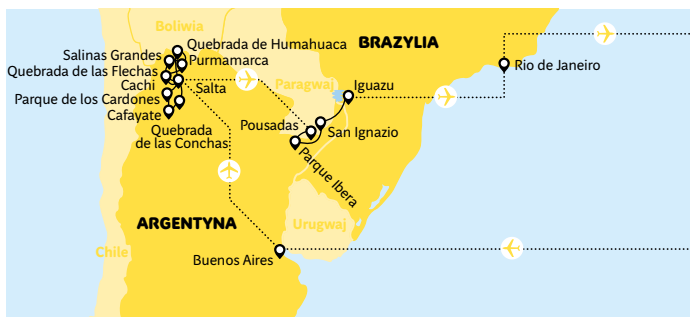 Boliwia
Quebrada de Humahuaca
BRAZYLIA
Salinas Grandes
Purmamarca
Rio de Janeiro
Quebrada de las Flechas
Cachi
Salta
Paragwaj
Iguazu
Parque de los Cardones
Cafayate
Pousadas
San Ignazio
Quebrada
de las Conchas
Parque Ibera
ARGENTYNA
Urugwaj
Chile
Buenos Aires